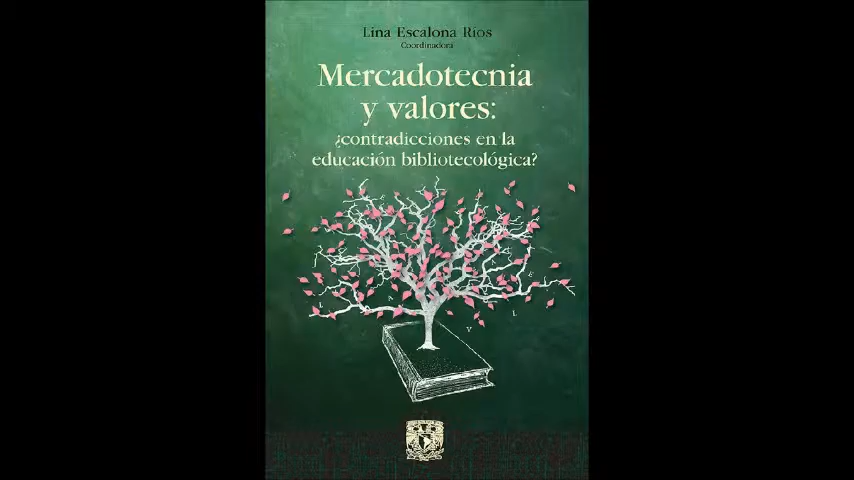 Lina Escalona Ríos
Coordinadora
Mercadotecnia
y valores:
¿contradicciones en la
educación bibliotecológica?